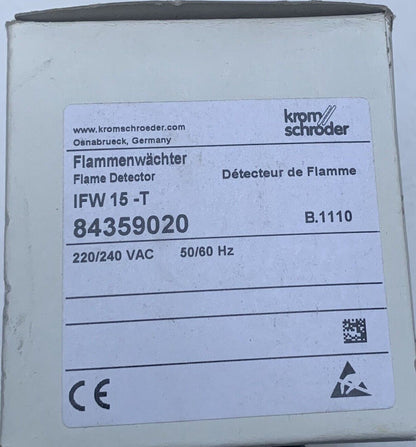 www.kromschroeder.com
Osnabrueck, Germany
krom
schröder
Flammenwächter
Flame Detector
Détecteur de Flamme
IFW 15 -T
84359020
B.1110
220/240 VAC 50/60 Hz
CE